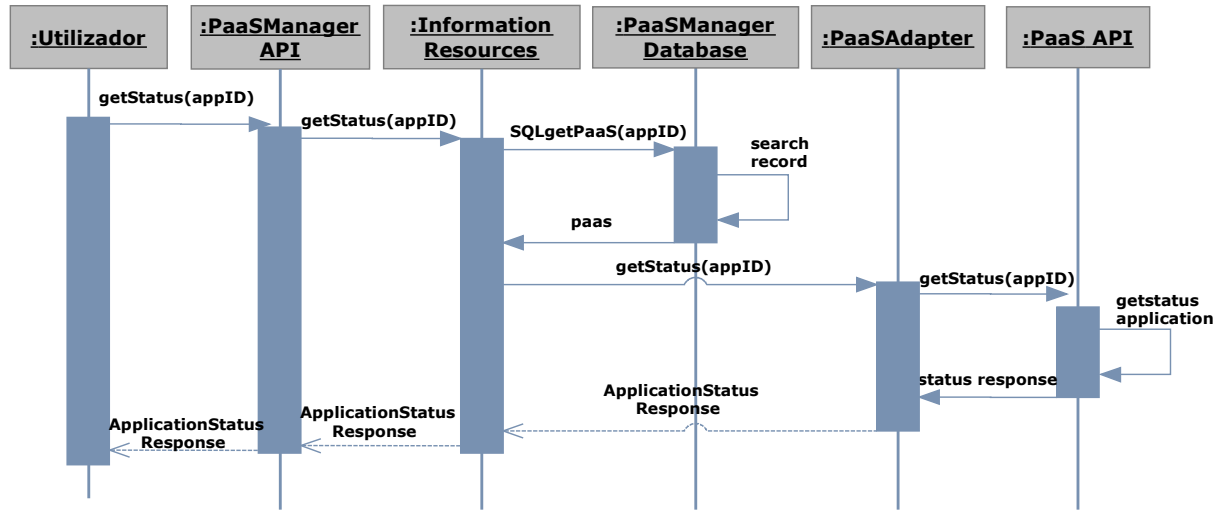 :Utilizador
:PaaSManager
API
:Information
Resources
:PaaSManager
Database
:PaaSAdapter
:PaaS API
getStatus(appID)
getStatus(appID)
SQLgetPaaS(appID)
search
record
paas
getStatus(appID)
getStatus(appID)
getstatus
application
status response
ApplicationStatus
Response
ApplicationStatus
Response
ApplicationStatus
Response